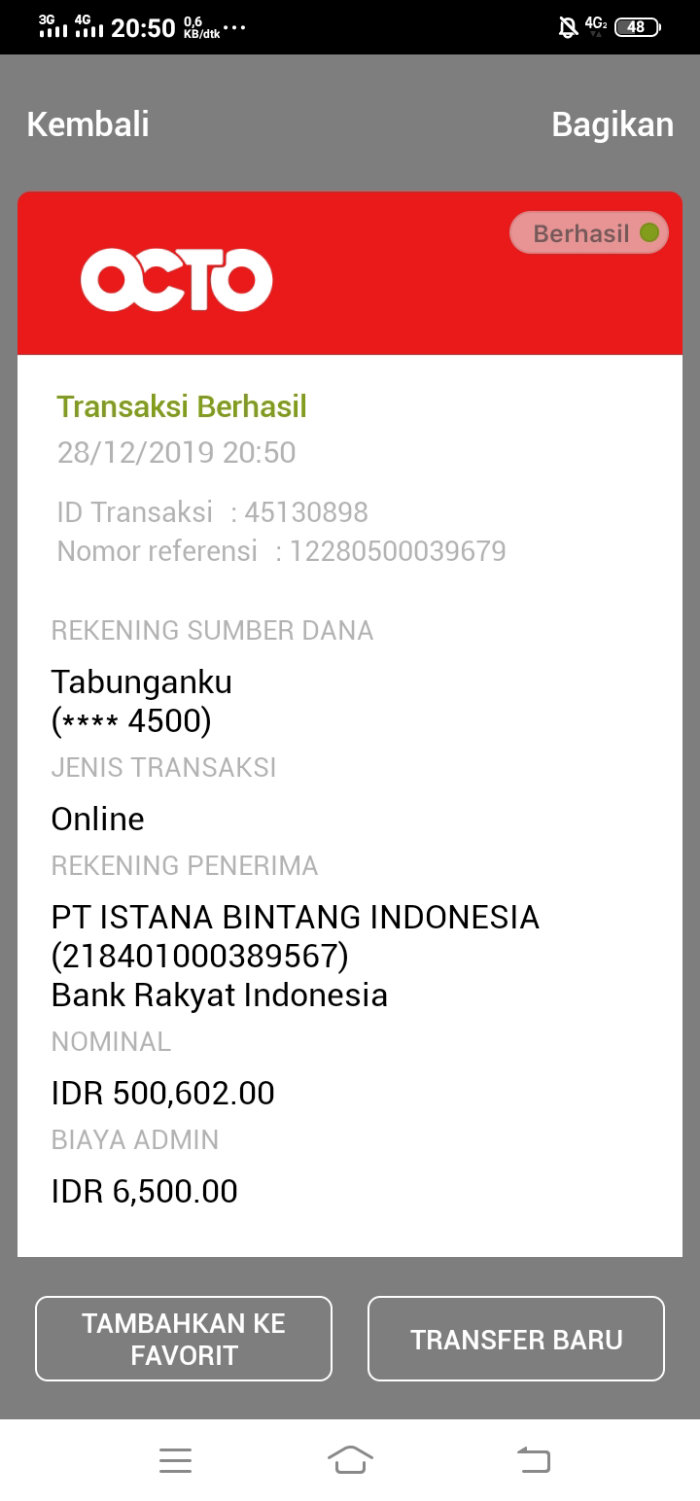 3G 4G 20:50 0,6 KB/dtk ... 4G2 48
Kembali Bagikan
Berhasil
OCTO
Transaksi Berhasil
28/12/2019 20:50
ID Transaksi : 45130898
Nomor referensi : 12280500039679
REKENING SUMBER DANA
Tabunganku
(**** 4500)
JENIS TRANSAKSI
Online
REKENING PENERIMA
PT ISTANA BINTANG INDONESIA
(218401000389567)
Bank Rakyat Indonesia
NOMINAL
IDR 500,602.00
BIAYA ADMIN
IDR 6,500.00
TAMBAHKAN KE
FAVORIT
TRANSFER BARU